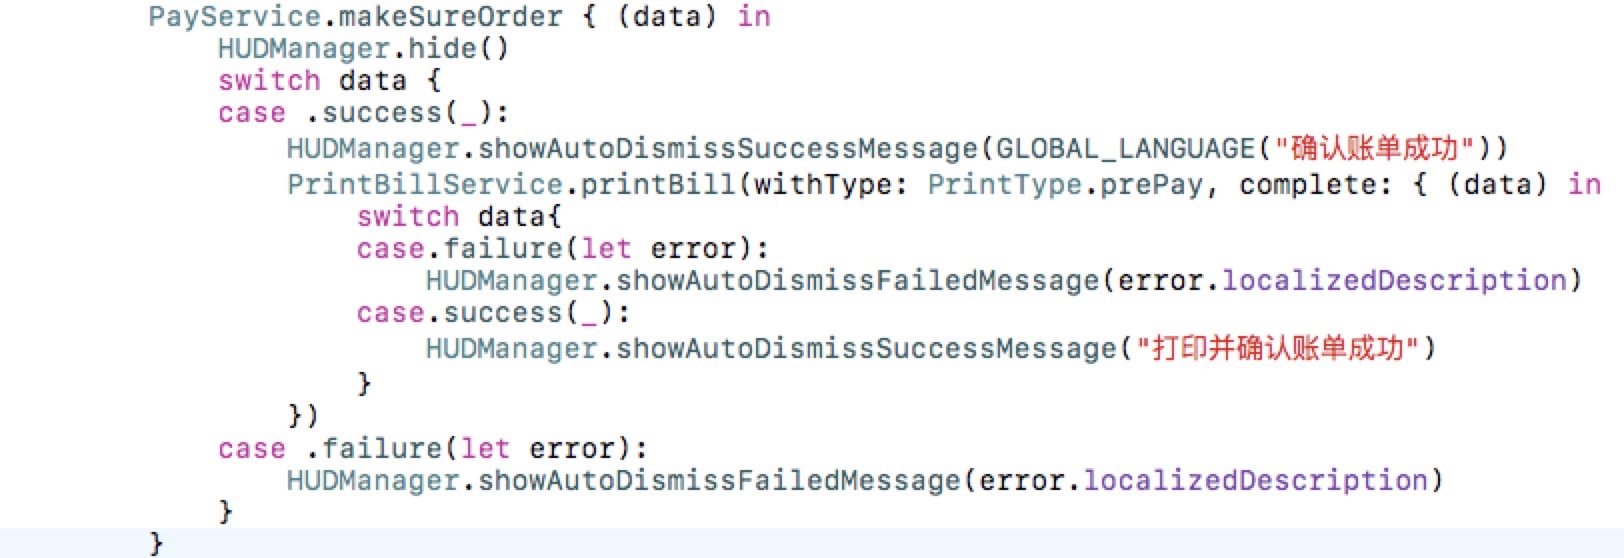 PayService.makeSureOrder { (data) in
HUDManager.hide()
switch data {
case .success(_):
HUDManager.showAutoDismissSuccessMessage(GLOBAL_LANGUAGE("确认账单成功"))
PrintBillService.printBill(withType: PrintType.prePay, complete: { (data) in
switch data{
case.failure(let error):
HUDManager.showAutoDismissFailedMessage(error.localizedDescription)
case.success(_):
HUDManager.showAutoDismissSuccessMessage("打印并确认账单成功")
}
})
case .failure(let error):
HUDManager.showAutoDismissFailedMessage(error.localizedDescription)
}
}